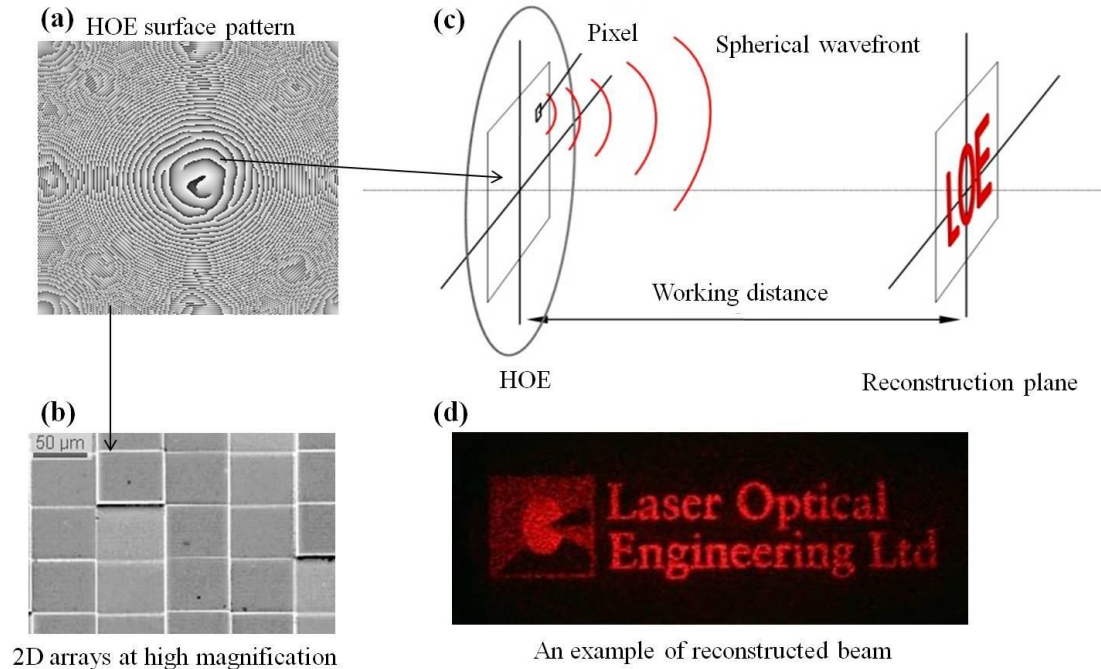 (a)
HOE surface pattern
(c)
Pixel
Spherical wavefront
LOE
Working distance
HOE
Reconstruction plane
(b)
50 µm
2D arrays at high magnification
(d)
Laser Optical
Engineering Ltd
An example of reconstructed beam